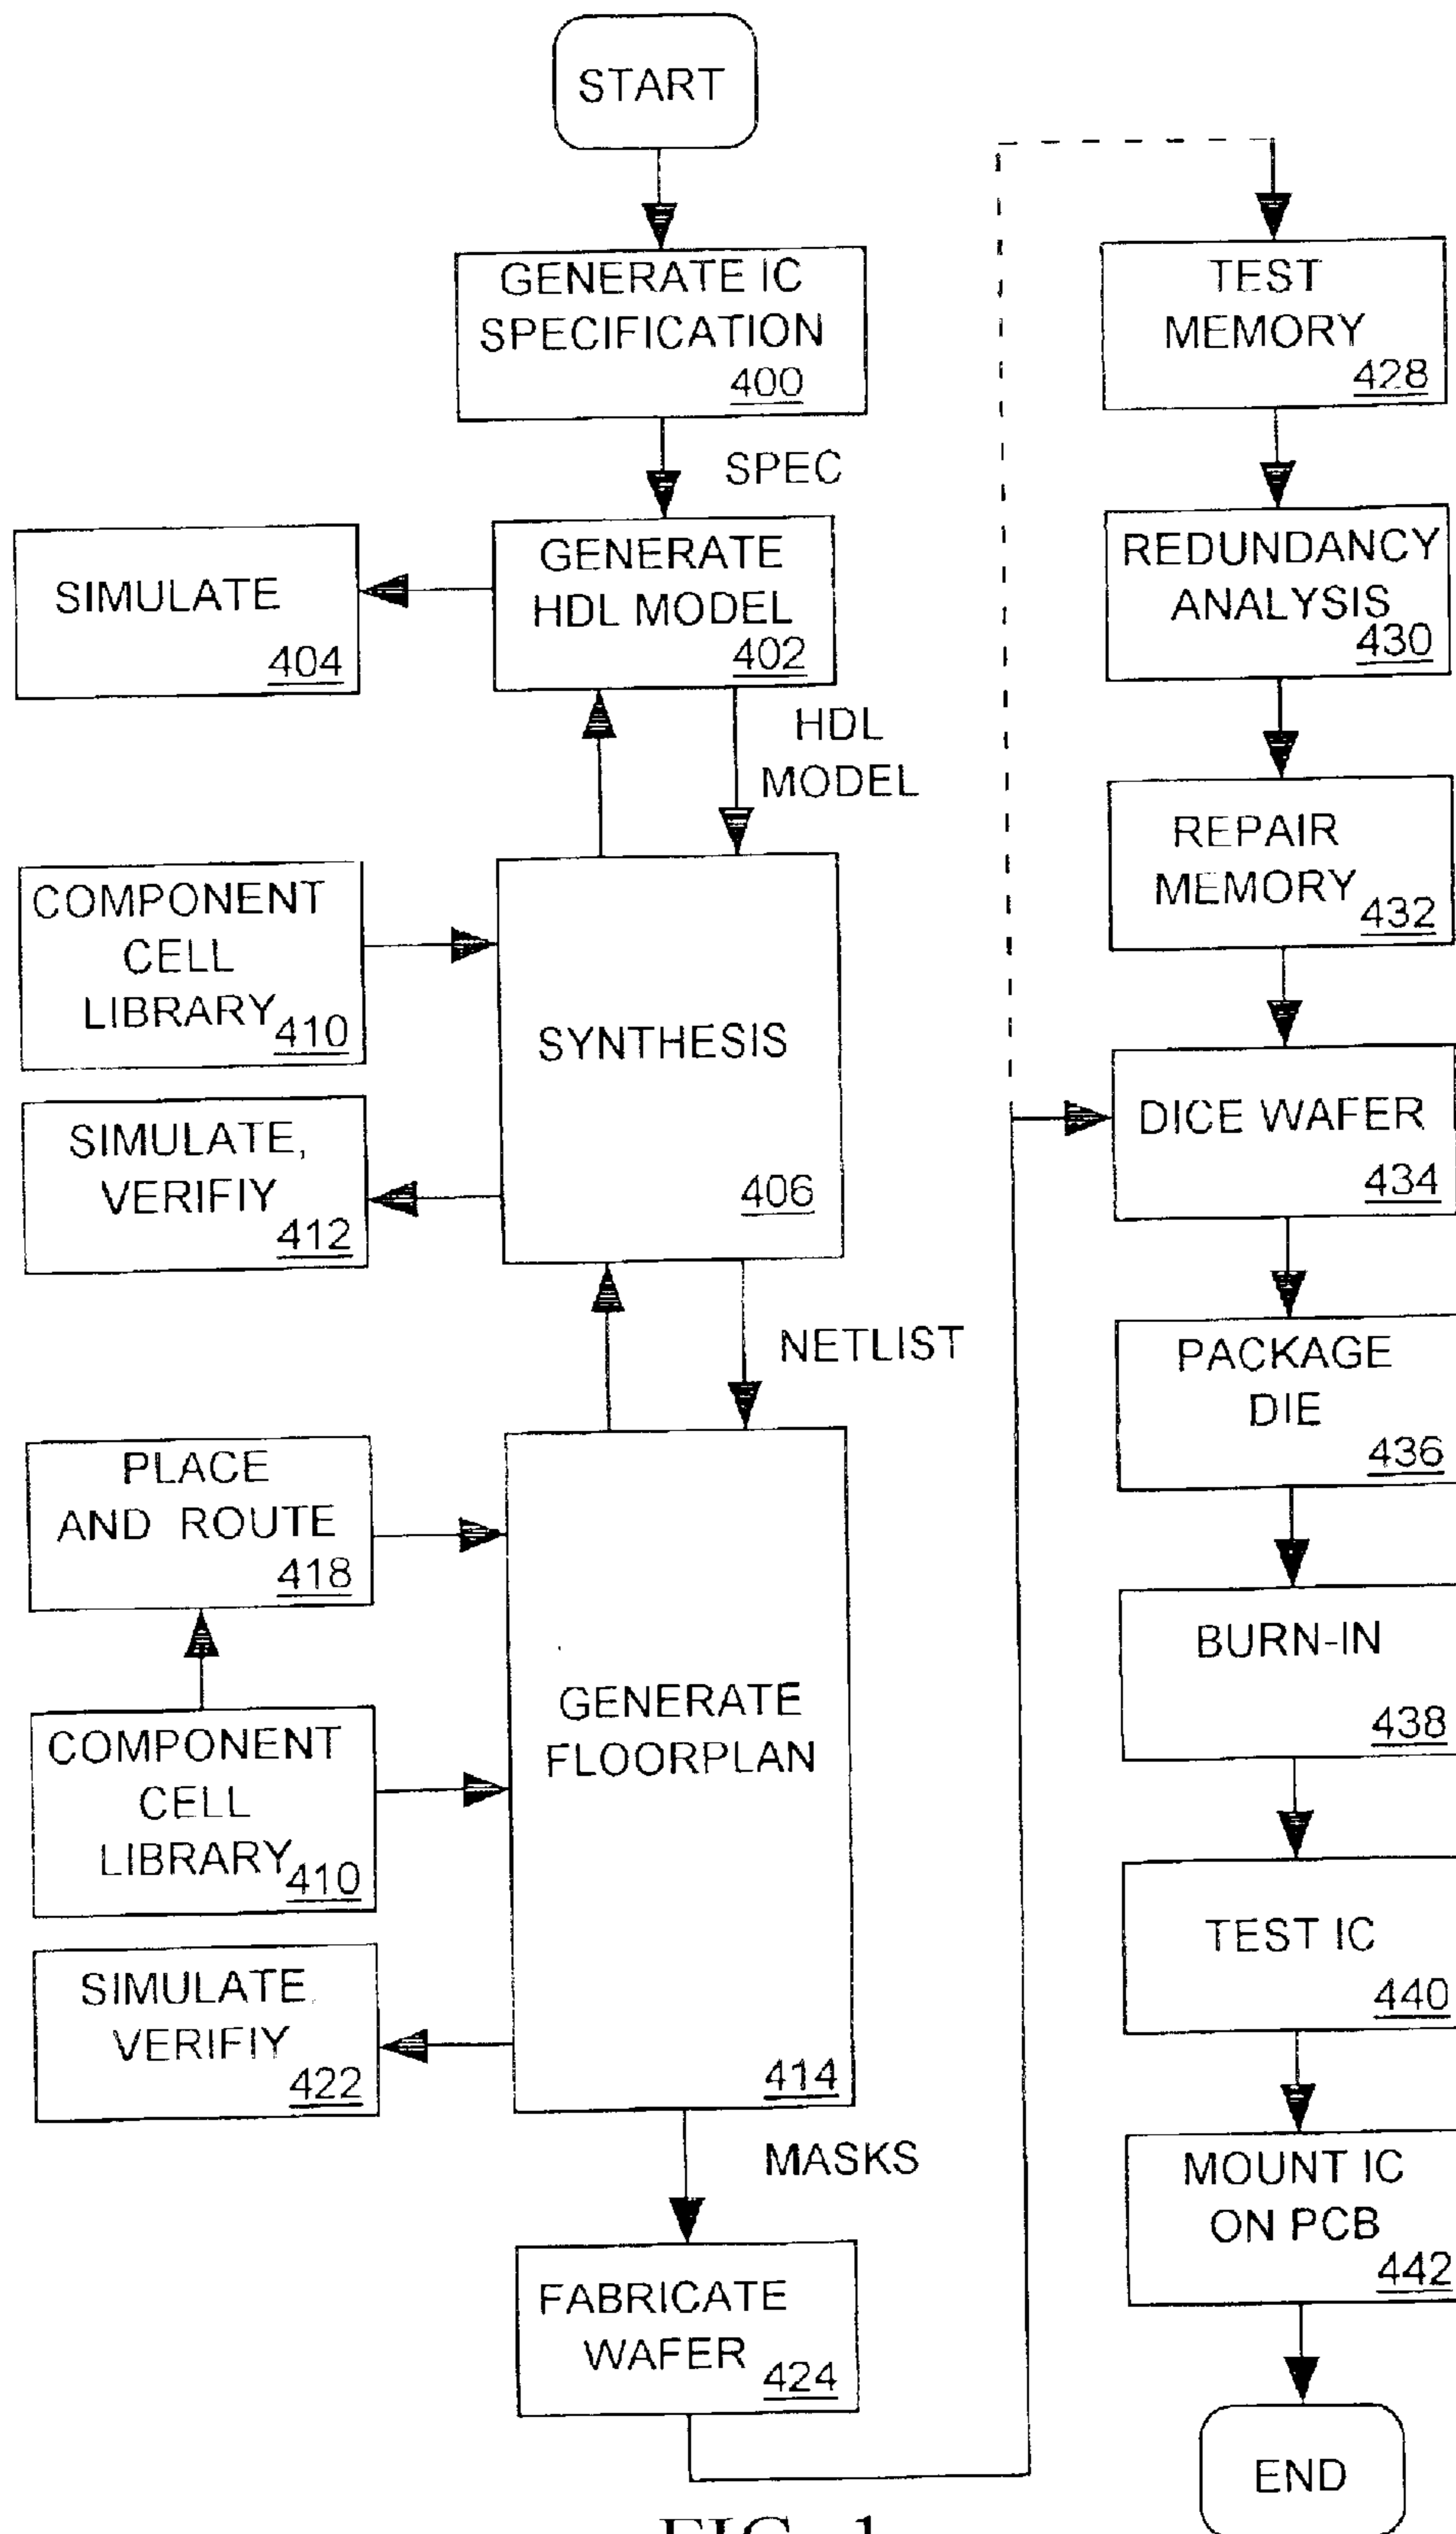 START
GENERATE IC
SPECIFICATION
400
SPEC
GENERATE
HDL MODEL
402
SIMULATE
404
HDL
MODEL
COMPONENT
CELL
LIBRARY
410
SYNTHESIS
406
SIMULATE,
VERIFIY
412
NETLIST
PLACE
AND ROUTE
418
COMPONENT
CELL
LIBRARY
410
GENERATE
FLOORPLAN
414
SIMULATE,
VERIFIY
422
MASKS
FABRICATE
WAFER
424
TEST
MEMORY
428
REDUNDANCY
ANALYSIS
430
REPAIR
MEMORY
432
DICE WAFER
434
PACKAGE
DIE
436
BURN-IN
438
TEST IC
440
MOUNT IC
ON PCB
442
END
FIG. 1